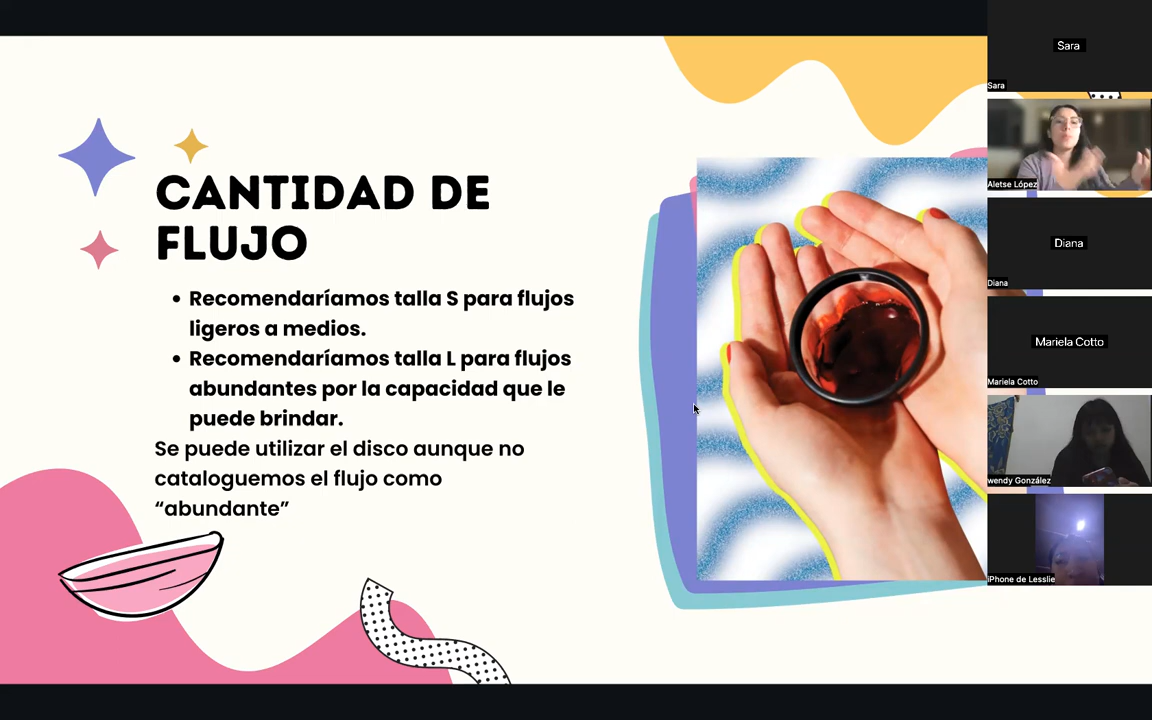 CANTIDAD DE
FLUJO
Recomendaríamos talla S para flujos
ligeros a medios.
Recomendaríamos talla L para flujos
abundantes por la capacidad que le
puede brindar.
Se puede utilizar el disco aunque no
cataloguemos el flujo como
“abundante”
Sara
Sara
Aletse López
Diana
Diana
Mariela Cotto
Mariela Cotto
wendy González
iPhone de Lesslie